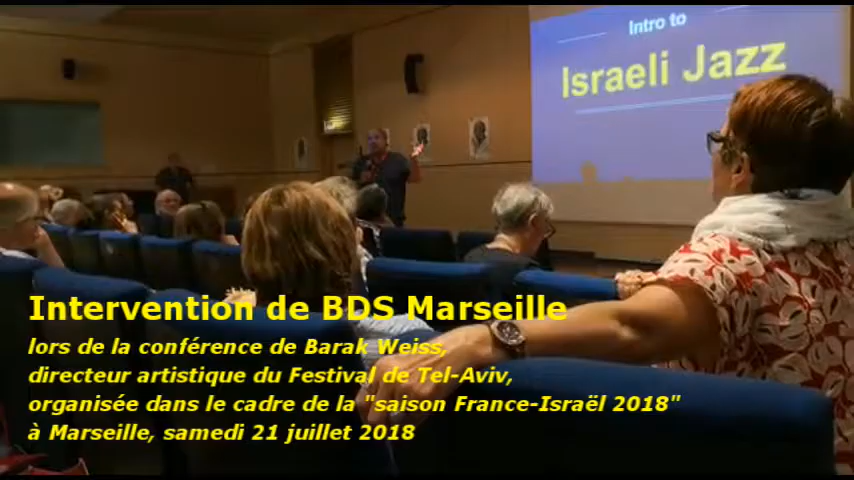 Intro to
Israeli Jazz
Intervention de BDS Marseille
lors de la conférence de Barak Weiss,
directeur artistique du Festival de Tel-Aviv,
organisée dans le cadre de la "saison France-Israël 2018"
à Marseille, samedi 21 juillet 2018